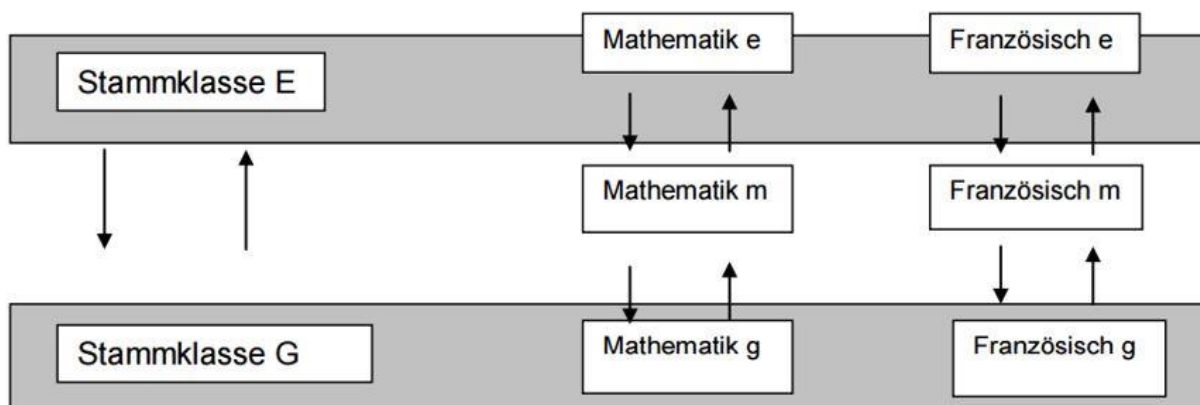 Mathematik e
Französisch e
Stammklasse E
Mathematik m
Französisch m
Stammklasse G
Mathematik g
Französisch g